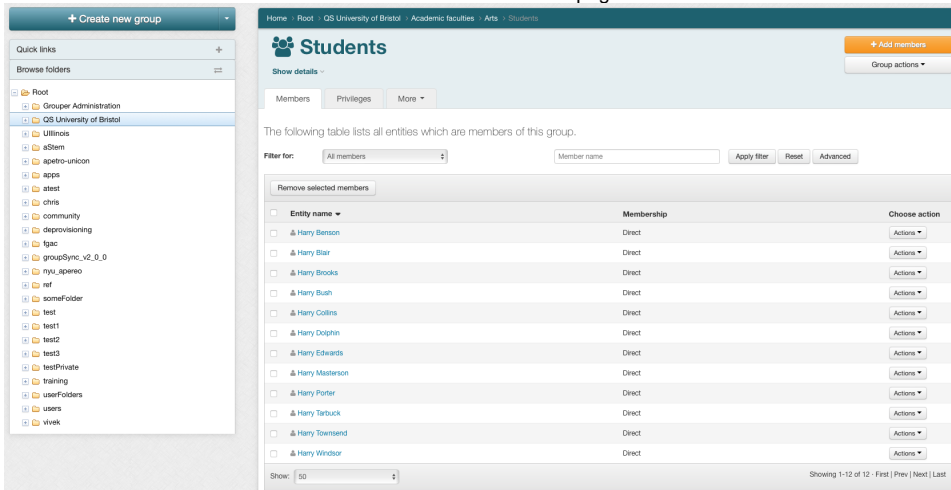 Create new group
Home Root QS University of Bristol Academic faculties Arts Students
Quick links
Browse folders
Root
Grouper Administration
QS University of Bristol
UIllinois
aStem
apetro-unicon
apps
atest
chris
community
deprovisioning
fgac
groupSync_v2_0_0
nyu_apereo
ref
someFolder
test
test1
test2
test3
testPrivate
training
userFolders
users
vivek
Students
Show details
+ Add members
Group actions
Members Privileges More
The following table lists all entities which are members of this group.
Filter for: All members Member name Apply filter Reset Advanced
Remove selected members
Entity name Membership Choose action
Harry Benson Direct Actions
Harry Blair Direct Actions
Harry Brooks Direct Actions
Harry Bush Direct Actions
Harry Collins Direct Actions
Harry Dolphin Direct Actions
Harry Edwards Direct Actions
Harry Masterson Direct Actions
Harry Porter Direct Actions
Harry Tarbuck Direct Actions
Harry Townsend Direct Actions
Harry Windsor Direct Actions
Show: 50 Showing 1-12 of 12 · First | Prev | Next | Last